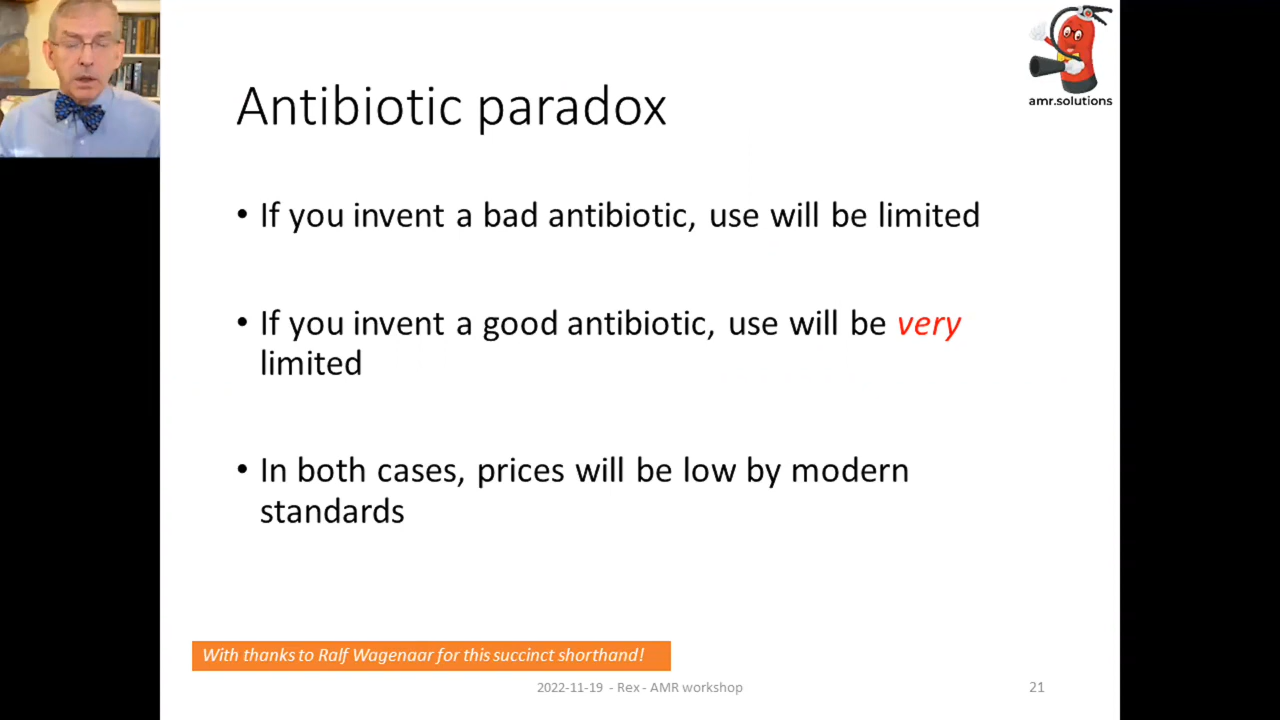 amr.solutions
Antibiotic paradox
• If you invent a bad antibiotic, use will be limited
• If you invent a good antibiotic, use will be very
limited
• In both cases, prices will be low by modern
standards
With thanks to Ralf Wagenaar for this succinct shorthand!
2022-11-19 - Rex - AMR workshop
21